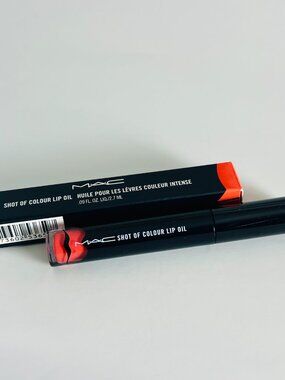 MAC
SHOT OF COLOUR LIP OIL HUILE POUR LES LÈVRES COULEUR INTENSE
.09 FL. OZ. LIQ./2.7 ML
MAC SHOT OF COLOUR LIP OIL